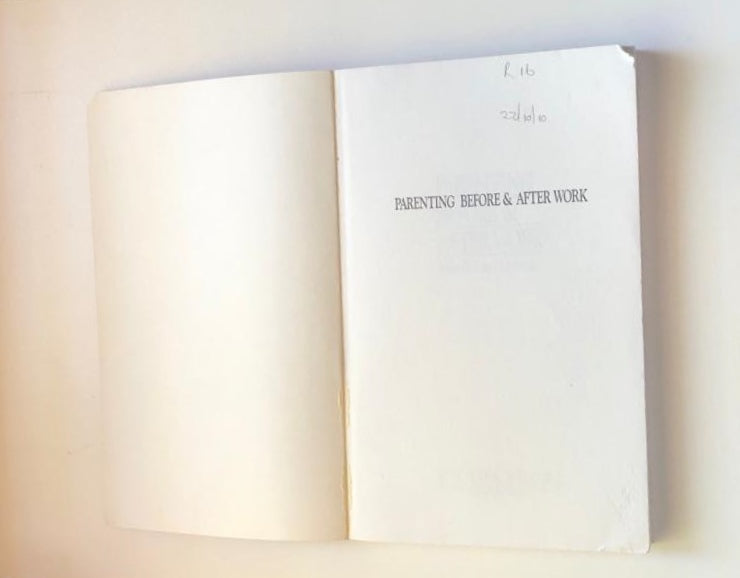 R 16
22/10/10
PARENTING BEFORE & AFTER WORK